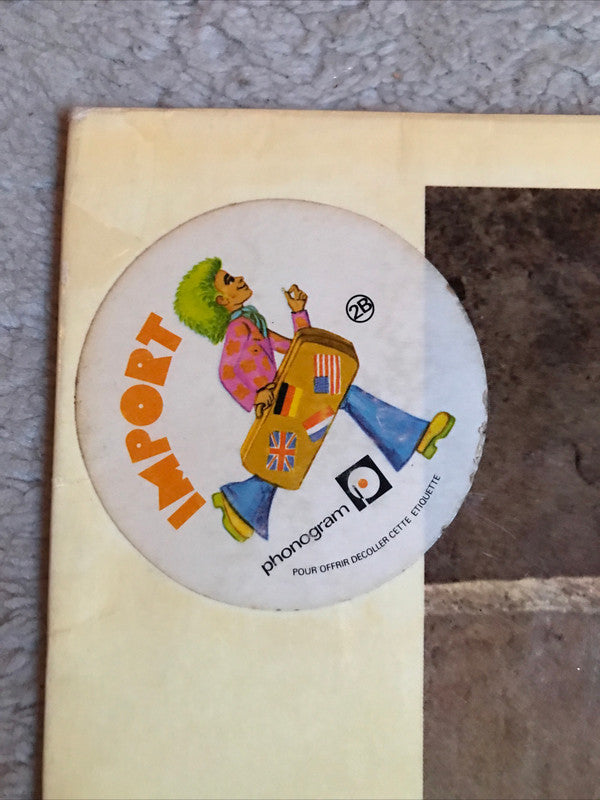 IMPORT
2B
phonogram
POUR OFFRIR DECOLLER CETTE ETIQUETTE